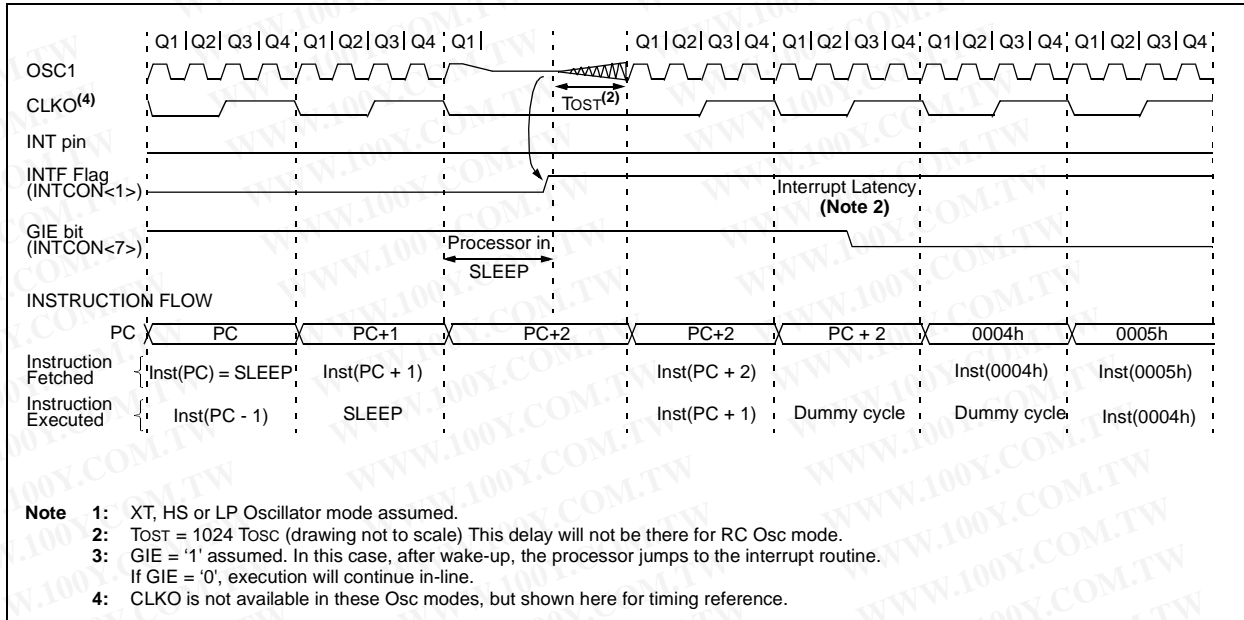 Q1 Q2 Q3 Q4 Q1 Q2 Q3 Q4 Q1 Q1 Q2 Q3 Q4 Q1 Q2 Q3 Q4 Q1 Q2 Q3 Q4 Q1 Q2 Q3 Q4
OSC1
TOST(2)
CLKO(4)
INT pin
INTF Flag
(INTCON<1>)
Interrupt Latency
(Note 2)
GIE bit
(INTCON<7>)
Processor in
SLEEP
INSTRUCTION FLOW
PC PC PC+1 PC+2 PC+2 PC + 2 0004h 0005h
Instruction
Fetched
Inst(PC) = SLEEP Inst(PC + 1) Inst(PC + 2) Inst(0004h) Inst(0005h)
Instruction
Executed
Inst(PC - 1) SLEEP Inst(PC + 1) Dummy cycle Dummy cycle Inst(0004h)
Note 1: XT, HS or LP Oscillator mode assumed.
2: TOST = 1024 TOSC (drawing not to scale) This delay will not be there for RC Osc mode.
3: GIE = '1' assumed. In this case, after wake-up, the processor jumps to the interrupt routine.
If GIE = '0', execution will continue in-line.
4: CLKO is not available in these Osc modes, but shown here for timing reference.
WWW.100Y.COM.TW